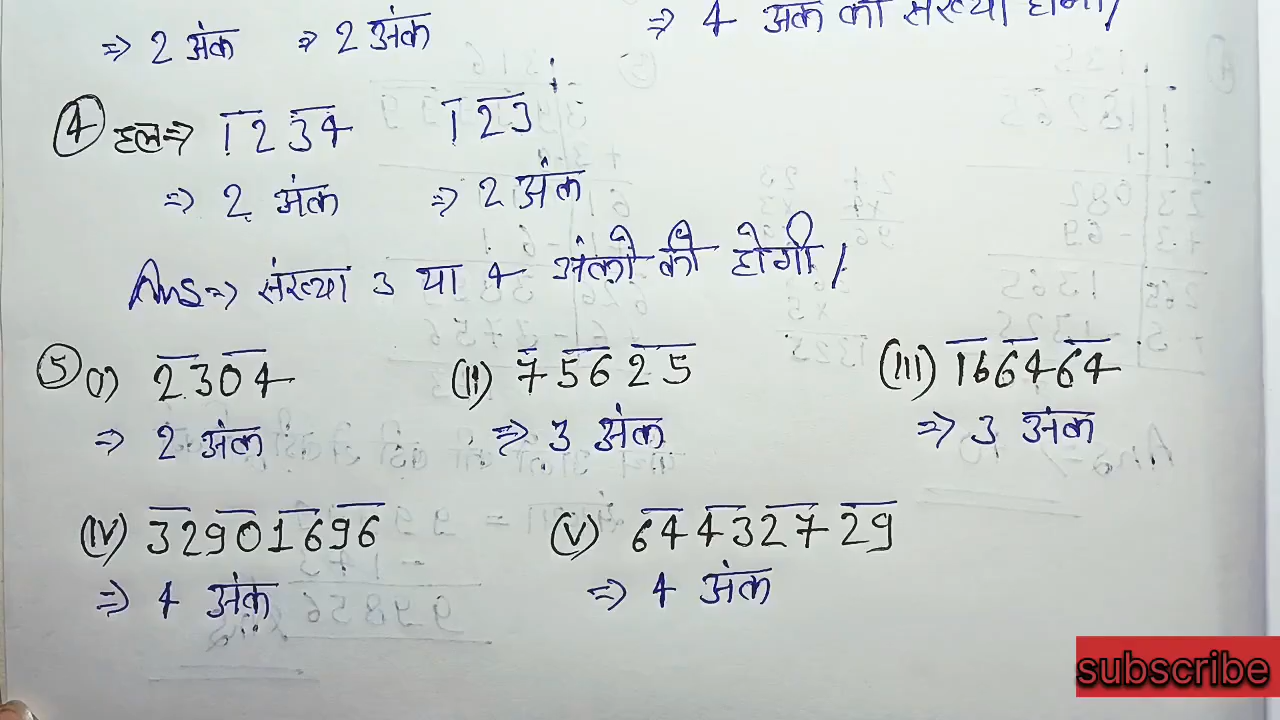 ⇒ 2 अंक ⇒ 2 अंक ⇒ 4 अंक की संख्या होगी।
④ हल⇒ 1234 123
⇒ 2 अंक ⇒ 2 अंक
Ans⇒ संख्या 3 या 4 अंको की होगी।
⑤ (I) 2304 (II) 75625 (III) 166464
⇒ 2 अंक ⇒ 3 अंक ⇒ 3 अंक
(IV) 32901696 (V) 64432729
⇒ 4 अंक ⇒ 4 अंक
subscribe